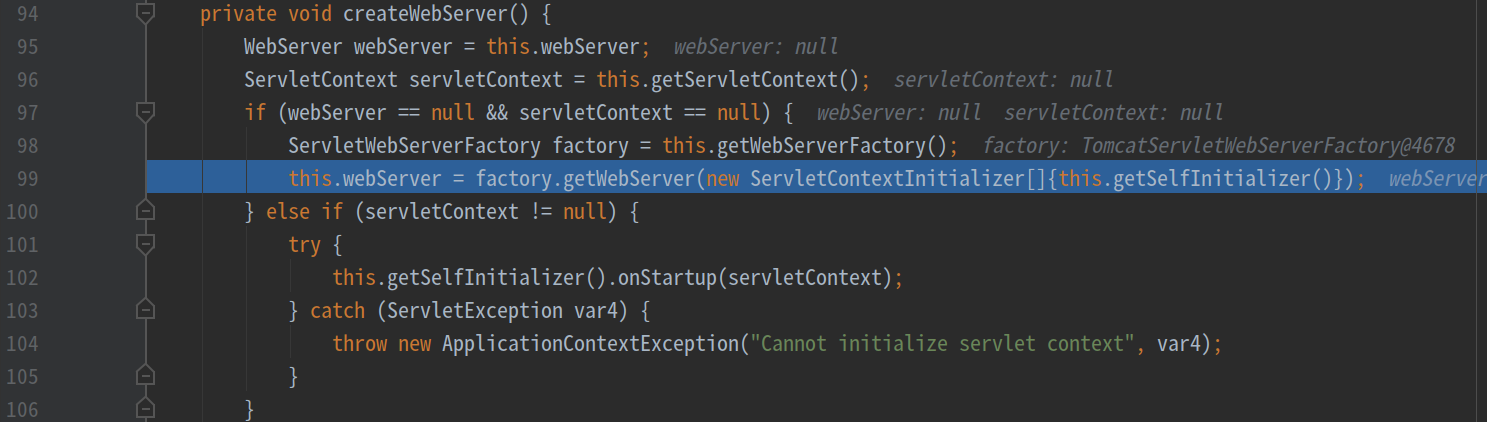 94 private void createWebServer() {
95 WebServer webServer = this.webServer; webServer: null
96 ServletContext servletContext = this.getServletContext(); servletContext: null
97 if (webServer == null && servletContext == null) { webServer: null servletContext: null
98 ServletWebServerFactory factory = this.getWebServerFactory(); factory: TomcatServletWebServerFactory@4678
99 this.webServer = factory.getWebServer(new ServletContextInitializer[]{this.getSelfInitializer()}); webServer
100 } else if (servletContext != null) {
101 try {
102 this.getSelfInitializer().onStartup(servletContext);
103 } catch (ServletException var4) {
104 throw new ApplicationContextException("Cannot initialize servlet context", var4);
105 }
106 }